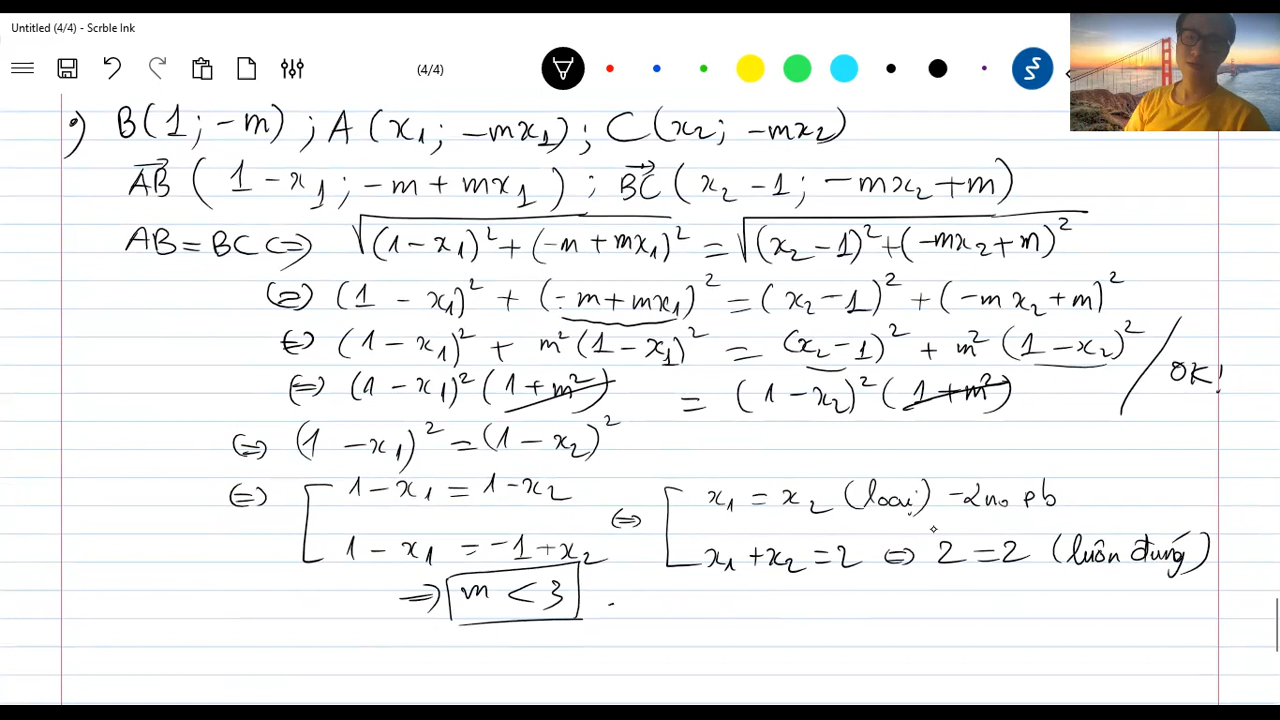 Untitled (4/4) - Scrble Ink
(4/4)
•) B(1; -m) ; A(x₁; -mx₁); C(x₂; -mx₂)
AB→ (1-x₁; -m+mx₁) ; BC→ (x₂-1; -mx₂+m)
AB=BC ⇔ √((1-x₁)²+(-m+mx₁)²) = √((x₂-1)²+(-mx₂+m)²)
⇔ (1-x₁)² + (-m+mx₁)² = (x₂-1)² + (-mx₂+m)²
⇔ (1-x₁)² + m²(1-x₁)² = (x₂-1)² + m²(1-x₂)² / OK!
⇔ (1-x₁)²(1+m²) = (1-x₂)²(1+m²)
⇔ (1-x₁)² = (1-x₂)²
⇔ [ 1-x₁ = 1-x₂ ⇔ [ x₁ = x₂ (loại) -2no pb
1-x₁ = -1+x₂ x₁+x₂=2 ⇔ 2=2 (luôn đúng)
⇒ m < 3 .